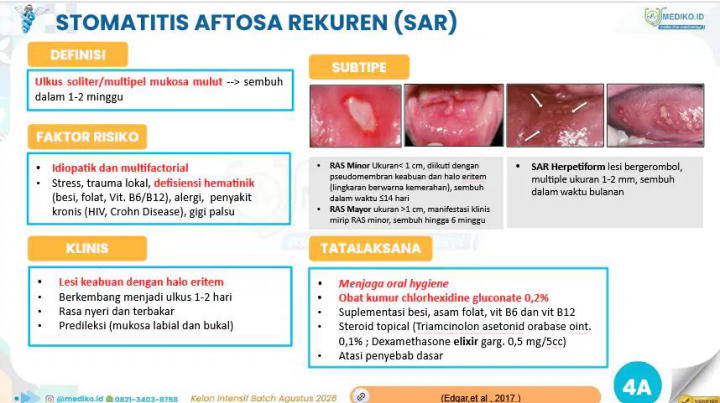 STOMATITIS AFTOSA REKUREN (SAR)
MEDIKO.ID
DEFINISI
Ulkus soliter/multipel mukosa mulut --> sembuh
dalam 1-2 minggu
FAKTOR RISIKO
• Idiopatik dan multifactorial
• Stress, trauma lokal, defisiensi hematinik
(besi, folat, Vit. B6/B12), alergi, penyakit
kronis (HIV, Crohn Disease), gigi palsu
KLINIS
• Lesi keabuan dengan halo eritem
• Berkembang menjadi ulkus 1-2 hari
• Rasa nyeri dan terbakar
• Predileksi (mukosa labial dan bukal)
SUBTIPE
• RAS Minor Ukuran< 1 cm, diikuti dengan
pseudomembran keabuan dan halo eritem
(lingkaran berwarna kemerahan), sembuh
dalam waktu ≤14 hari
• RAS Mayor ukuran >1 cm, manifestasi klinis
mirip RAS minor, sembuh hingga 6 minggu
• SAR Herpetiform lesi bergerombol,
multiple ukuran 1-2 mm, sembuh
dalam waktu bulanan
TATALAKSANA
• Menjaga oral hygiene
• Obat kumur chlorhexidine gluconate 0,2%
• Suplementasi besi, asam folat, vit B6 dan vit B12
• Steroid topical (Triamcinolon asetonid orabase oint.
0,1% ; Dexamethasone elixir garg. 0,5 mg/5cc)
• Atasi penyebab dasar
4A
@mediko.id 0821-3403-8758 Kelon Intensif Batch Agustus 2026
(Edgar,et al., 2017 )